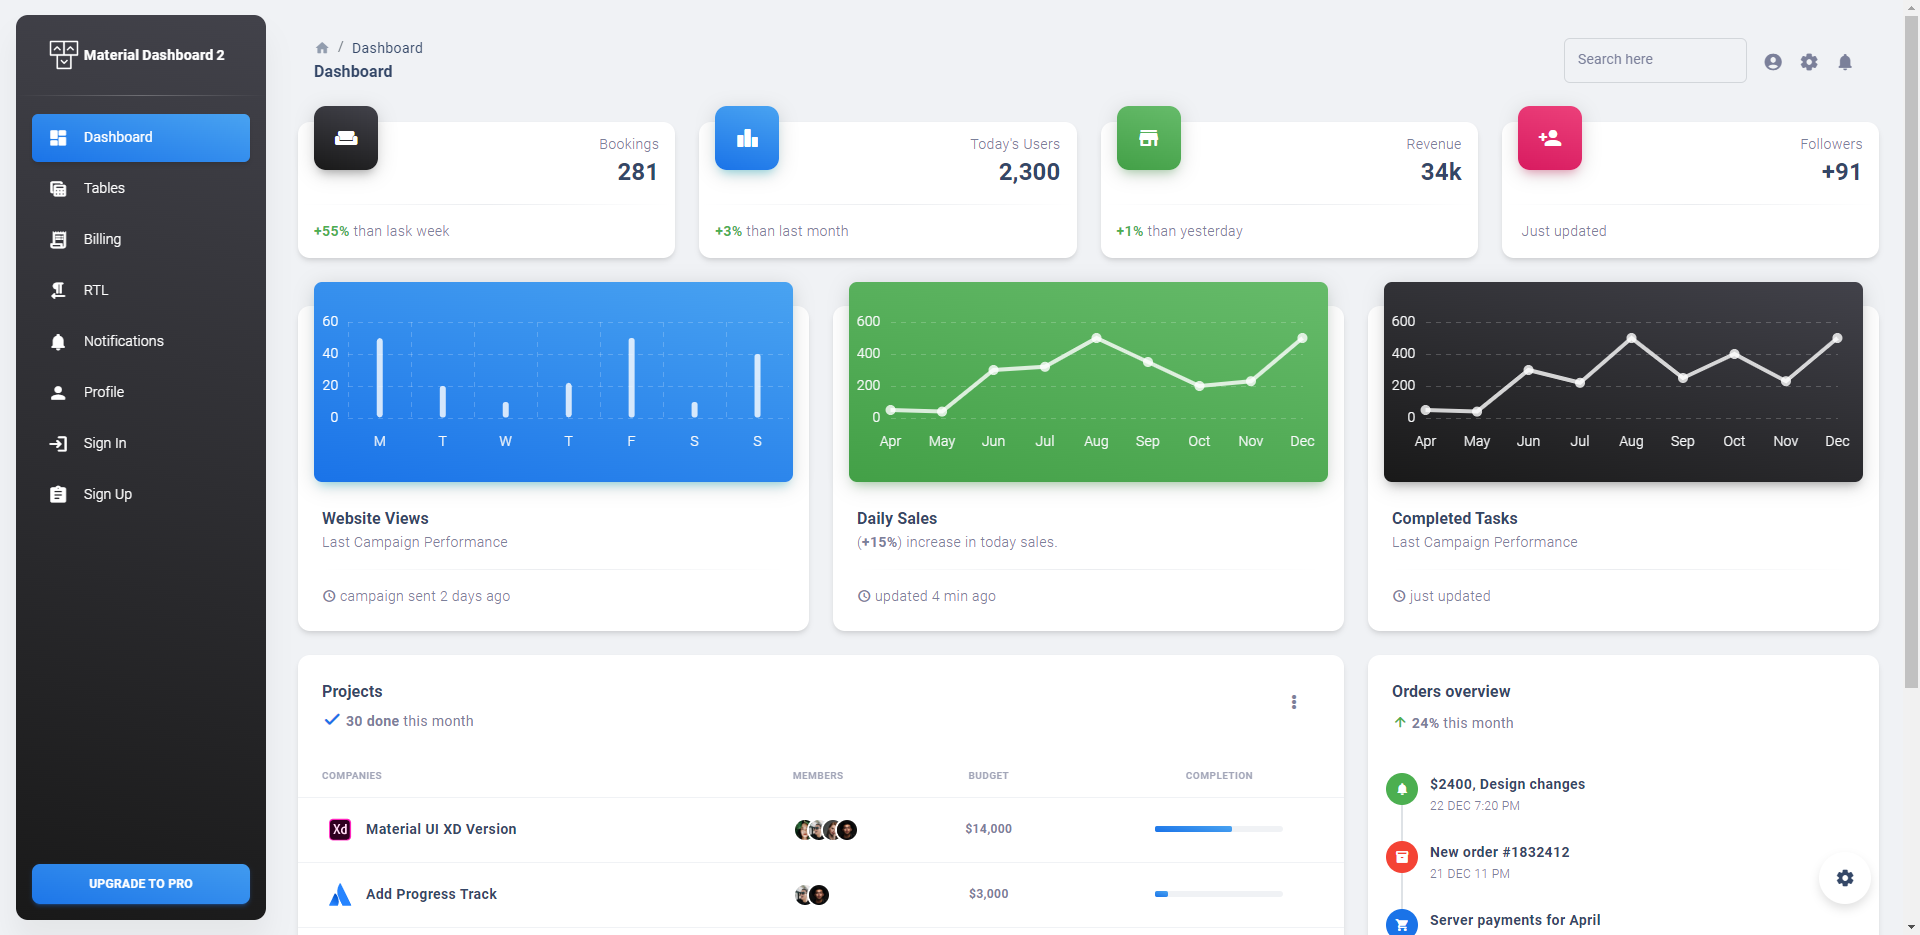 Material Dashboard 2
Dashboard
Tables
Billing
RTL
Notifications
Profile
Sign In
Sign Up
UPGRADE TO PRO
/ Dashboard
Dashboard
Search here
Bookings
281
+55% than lask week
Today's Users
2,300
+3% than last month
Revenue
34k
+1% than yesterday
Followers
+91
Just updated
60
40
20
0
M T W T F S S
Website Views
Last Campaign Performance
campaign sent 2 days ago
600
400
200
0
Apr May Jun Jul Aug Sep Oct Nov Dec
Daily Sales
(+15%) increase in today sales.
updated 4 min ago
600
400
200
0
Apr May Jun Jul Aug Sep Oct Nov Dec
Completed Tasks
Last Campaign Performance
just updated
Projects
30 done this month
COMPANIES MEMBERS BUDGET COMPLETION
Xd Material UI XD Version $14,000
Add Progress Track $3,000
Orders overview
24% this month
$2400, Design changes
22 DEC 7:20 PM
New order #1832412
21 DEC 11 PM
Server payments for April